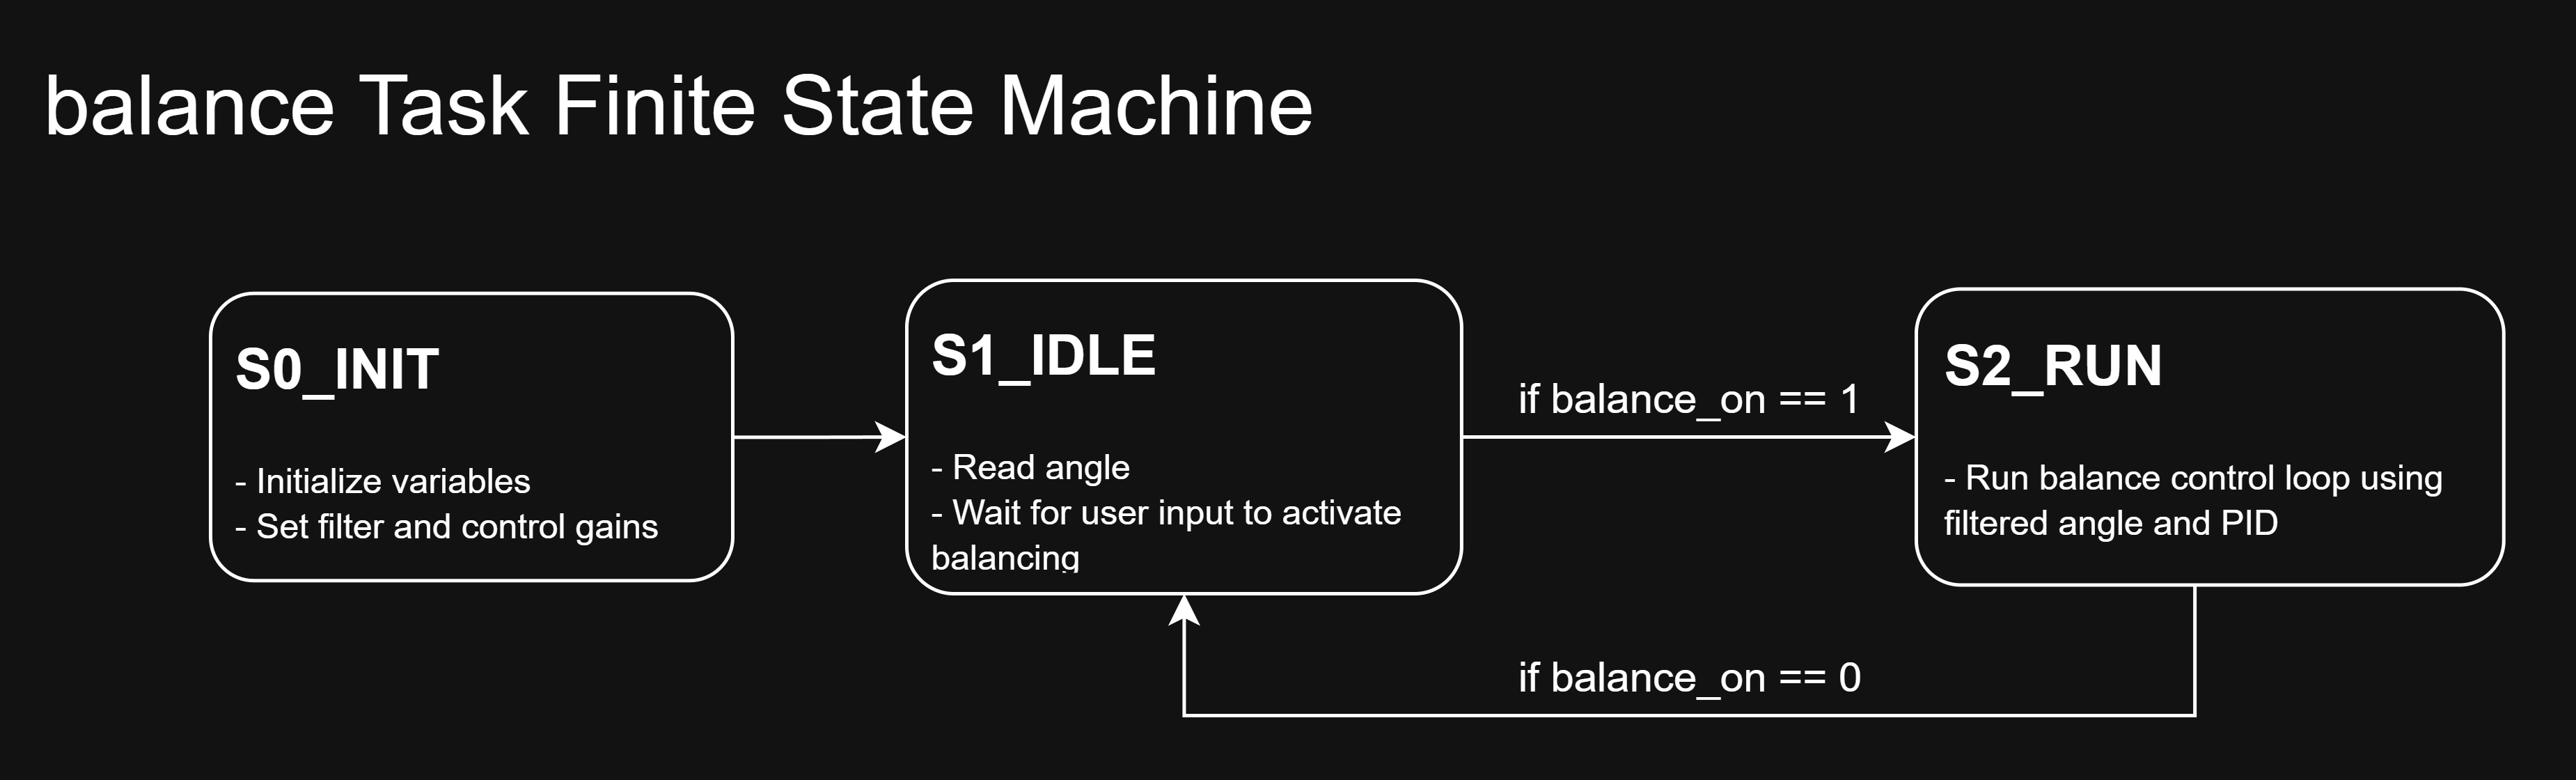 balance Task Finite State Machine
S0_INIT
- Initialize variables
- Set filter and control gains
S1_IDLE
- Read angle
- Wait for user input to activate
balancing
if balance_on == 1
S2_RUN
- Run balance control loop using
filtered angle and PID
if balance_on == 0